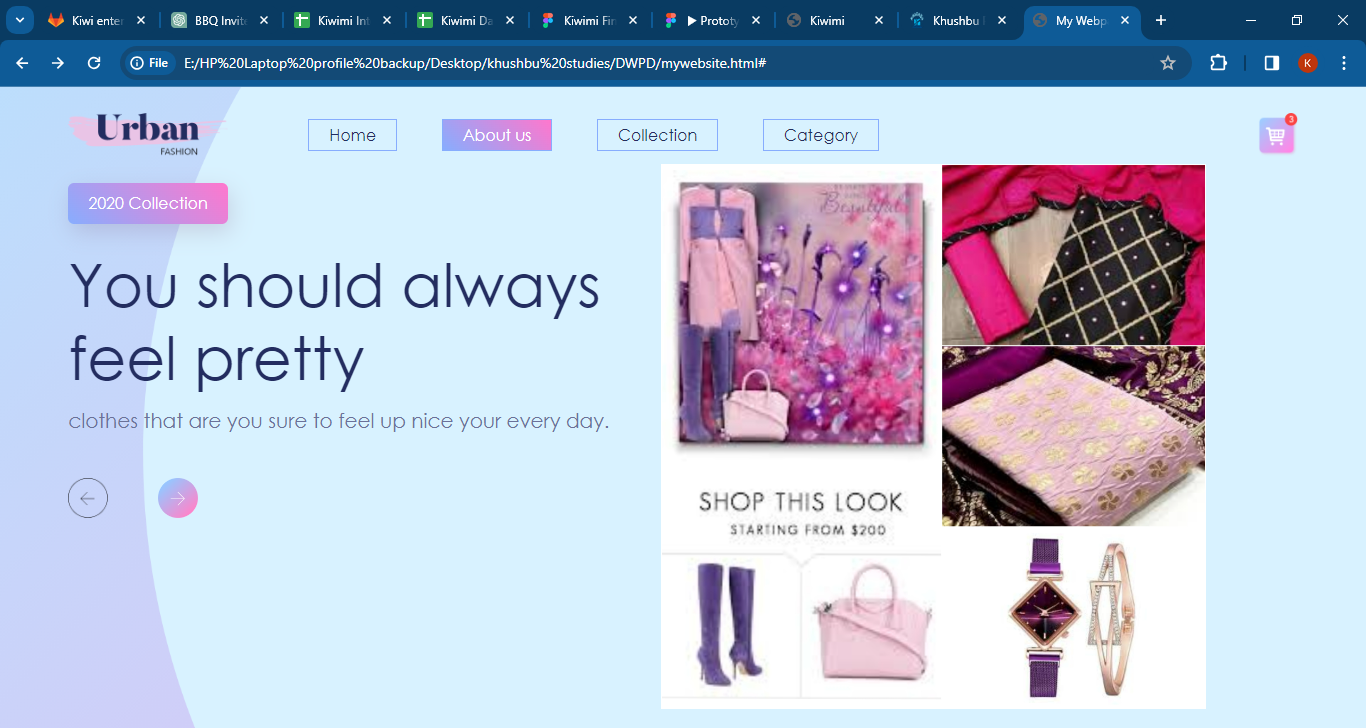 Kiwi enter
BBQ Invite
Kiwimi Int
Kiwimi Da
Kiwimi Fin
▶ Prototy
Kiwimi
Khushbu
My Webp
File
E:/HP%20Laptop%20profile%20backup/Desktop/khushbu%20studies/DWPD/mywebsite.html#
K
Urban
FASHION
Home
About us
Collection
Category
3
2020 Collection
You should always
feel pretty
clothes that are you sure to feel up nice your every day.
Beautiful
SHOP THIS LOOK
STARTING FROM $200